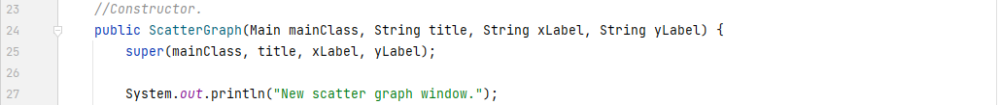 23 //Constructor.
24 public ScatterGraph(Main mainClass, String title, String xLabel, String yLabel) {
25 super(mainClass, title, xLabel, yLabel);
26
27 System.out.println("New scatter graph window.");